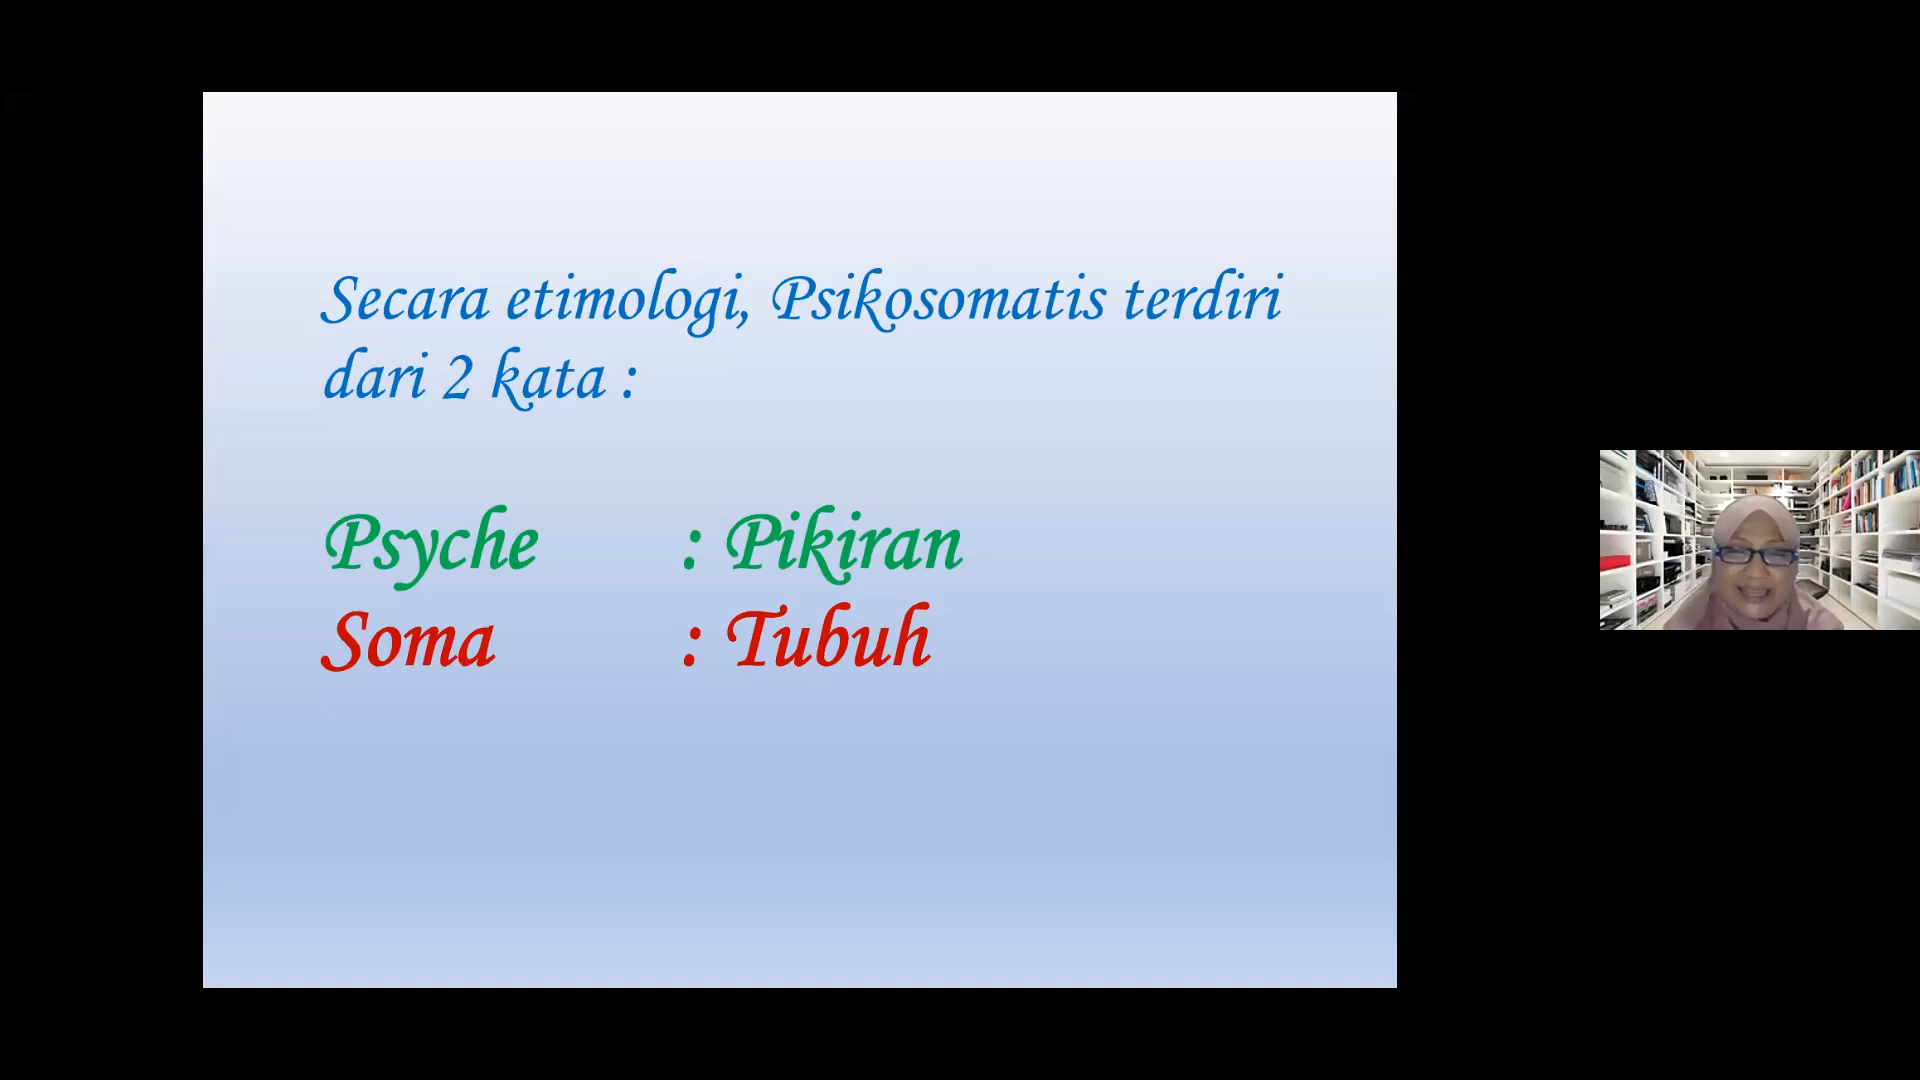 Secara etimologi, Psikosomatis terdiri
dari 2 kata :
Psyche : Pikiran
Soma : Tubuh